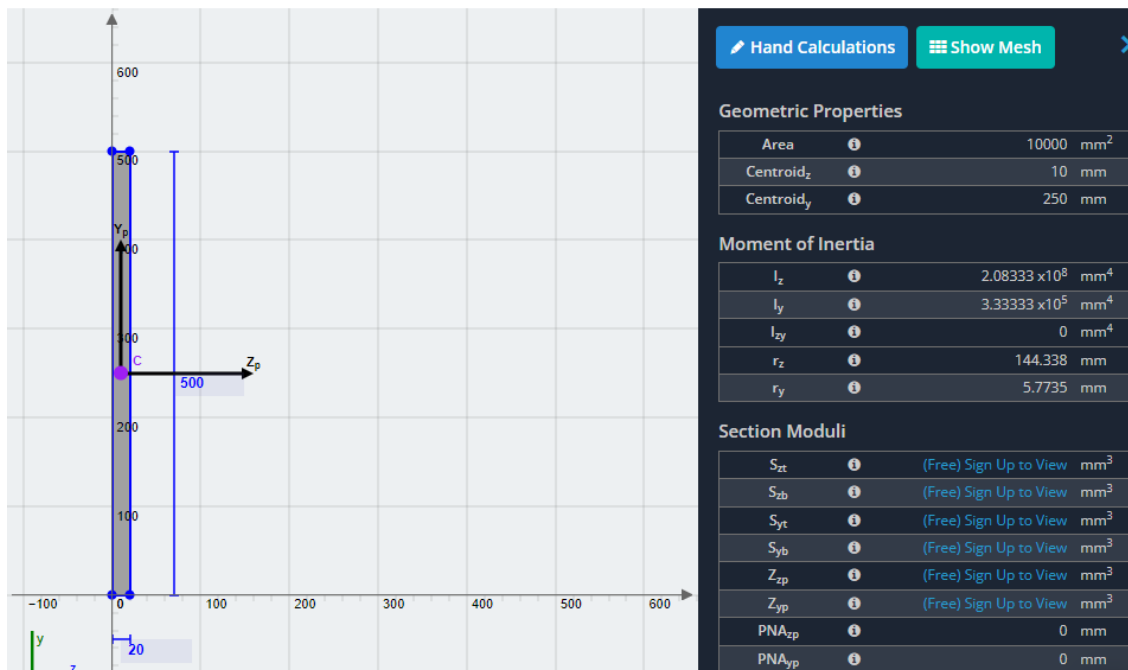 600
500
Yp
400
300
C
Zp
500
200
100
-100 0 100 200 300 400 500 600
y
20
z
Hand Calculations
Show Mesh
Geometric Properties
Area 10000 mm²
Centroidz 10 mm
Centroidy 250 mm
Moment of Inertia
Iz 2.08333 x10⁸ mm⁴
Iy 3.33333 x10⁵ mm⁴
Izy 0 mm⁴
rz 144.338 mm
ry 5.7735 mm
Section Moduli
Szt (Free) Sign Up to View mm³
Szb (Free) Sign Up to View mm³
Syt (Free) Sign Up to View mm³
Syb (Free) Sign Up to View mm³
Zzp (Free) Sign Up to View mm³
Zyp (Free) Sign Up to View mm³
PNAzp 0 mm
PNAyp 0 mm